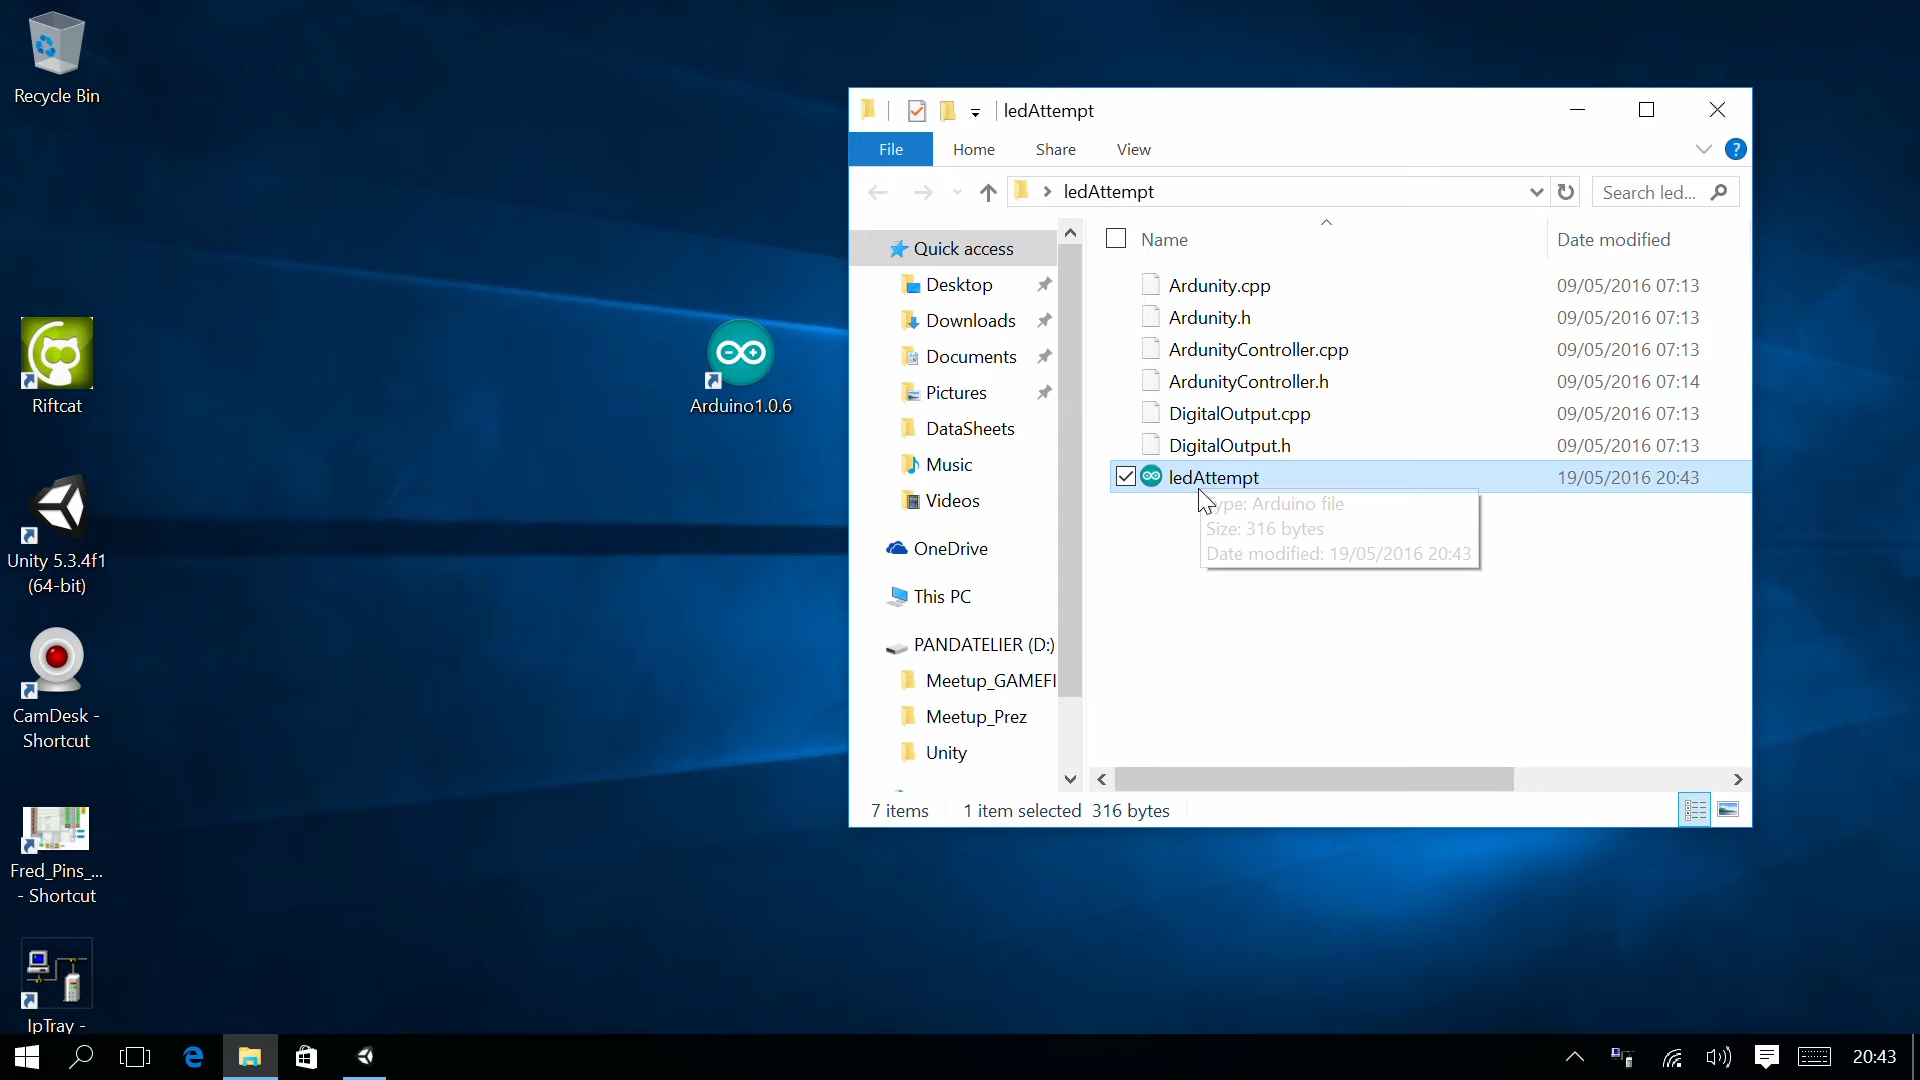 Recycle Bin
Riftcat
Unity 5.3.4f1
(64-bit)
CamDesk -
Shortcut
Fred_Pins_...
- Shortcut
IpTray -
Arduino1.0.6
ledAttempt
File
Home
Share
View
?
ledAttempt
Search led...
Quick access
Desktop
Downloads
Documents
Pictures
DataSheets
Music
Videos
OneDrive
This PC
PANDATELIER (D:)
Meetup_GAMEFI
Meetup_Prez
Unity
Name
Date modified
Ardunity.cpp
09/05/2016 07:13
Ardunity.h
09/05/2016 07:13
ArdunityController.cpp
09/05/2016 07:13
ArdunityController.h
09/05/2016 07:14
DigitalOutput.cpp
09/05/2016 07:13
DigitalOutput.h
09/05/2016 07:13
ledAttempt
19/05/2016 20:43
ype: Arduino file
Size: 316 bytes
Date modified: 19/05/2016 20:43
7 items
1 item selected 316 bytes
20:43